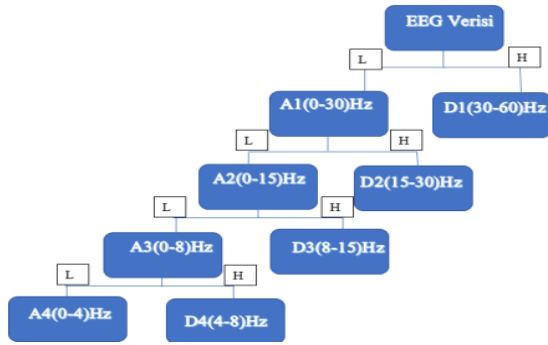 EEG Verisi
L
H
A1(0-30)Hz
D1(30-60)Hz
L
H
A2(0-15)Hz
D2(15-30)Hz
L
H
A3(0-8)Hz
D3(8-15)Hz
L
H
A4(0-4)Hz
D4(4-8)Hz